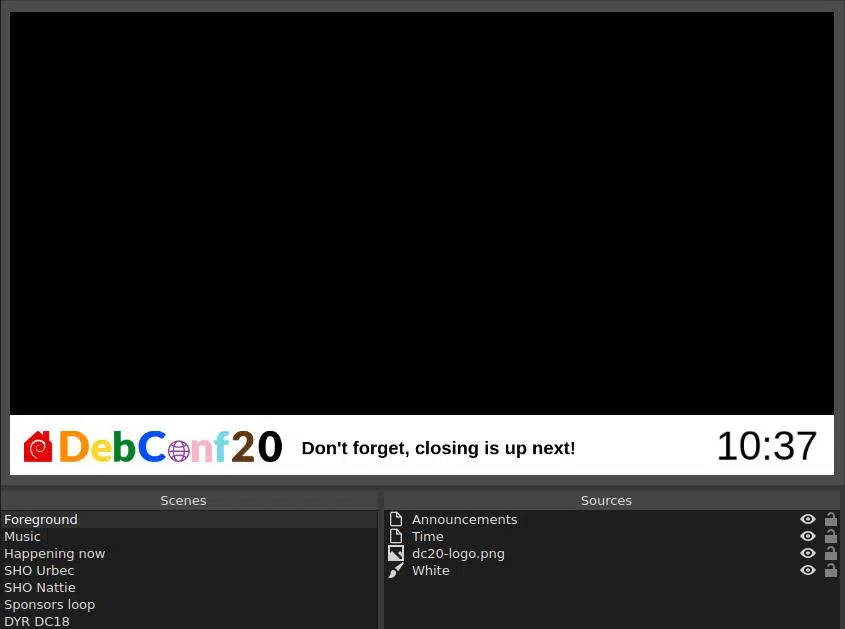 DebConf20 Don't forget, closing is up next! 10:37
Scenes Sources
Foreground Announcements
Music Time
Happening now dc20-logo.png
SHO Urbec White
SHO Nattie
Sponsors loop
DYR DC18